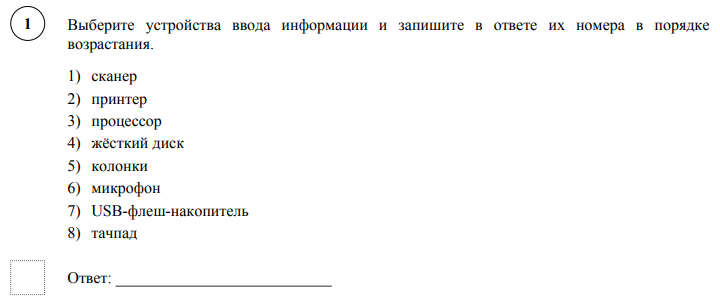 1
Выберите устройства ввода информации и запишите в ответе их номера в порядке
возрастания.
1) сканер
2) принтер
3) процессор
4) жёсткий диск
5) колонки
6) микрофон
7) USB-флеш-накопитель
8) тачпад
Ответ: ___________________________